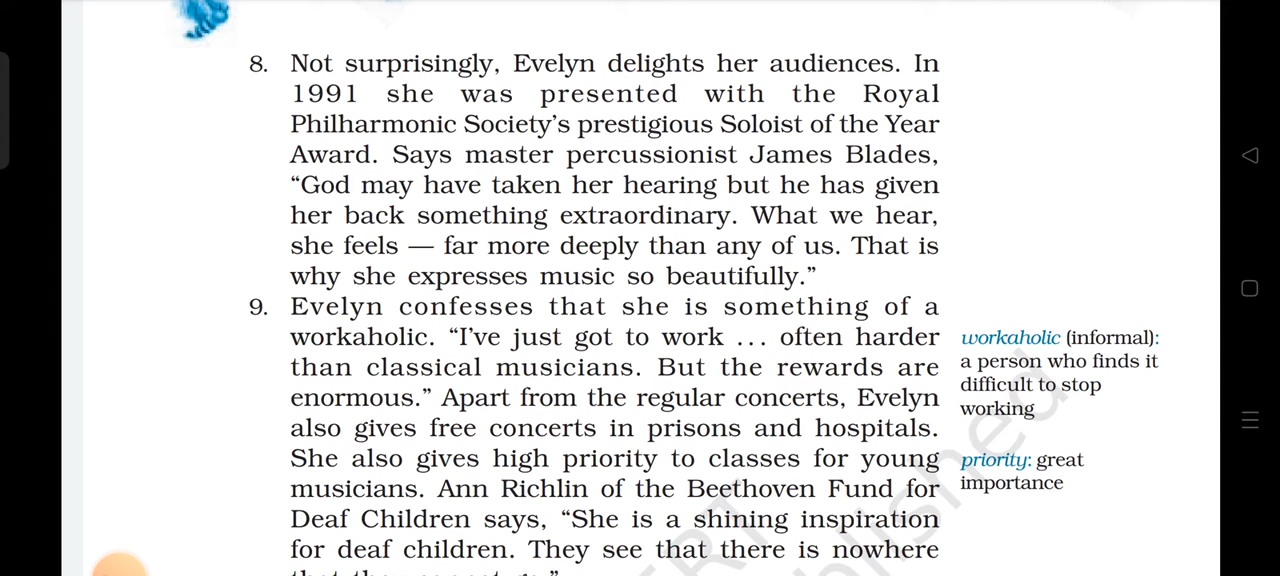 8. Not surprisingly, Evelyn delights her audiences. In
1991 she was presented with the Royal
Philharmonic Society's prestigious Soloist of the Year
Award. Says master percussionist James Blades,
“God may have taken her hearing but he has given
her back something extraordinary. What we hear,
she feels — far more deeply than any of us. That is
why she expresses music so beautifully.”
9. Evelyn confesses that she is something of a
workaholic. “I've just got to work ... often harder
than classical musicians. But the rewards are
enormous.” Apart from the regular concerts, Evelyn
also gives free concerts in prisons and hospitals.
She also gives high priority to classes for young
musicians. Ann Richlin of the Beethoven Fund for
Deaf Children says, “She is a shining inspiration
for deaf children. They see that there is nowhere
workaholic (informal):
a person who finds it
difficult to stop
working
priority: great
importance